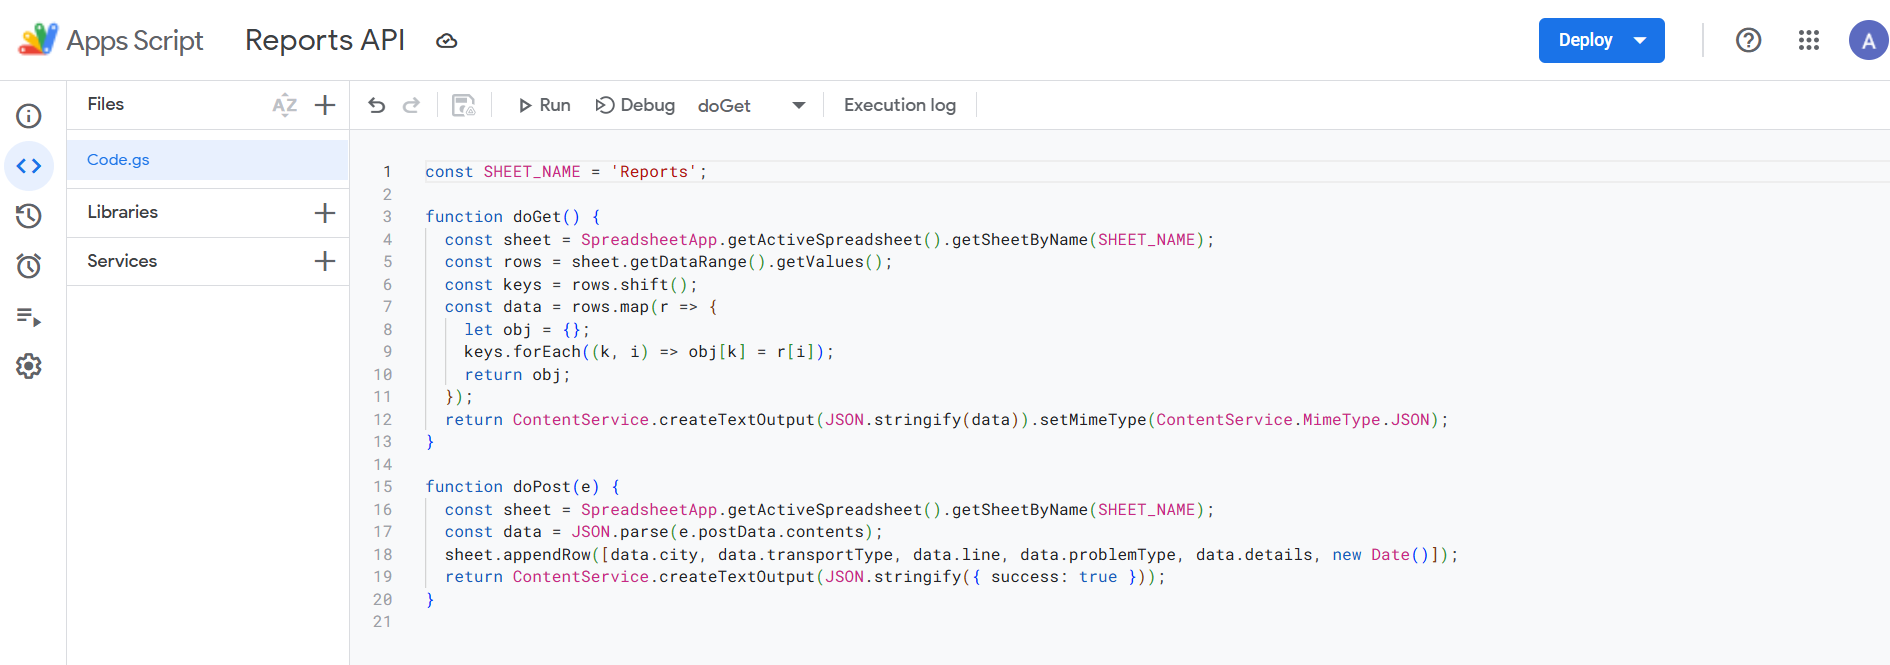 Apps Script
Reports API
Deploy
A
Files
AZ
Run
Debug
doGet
Execution log
Code.gs
Libraries
Services
1 const SHEET_NAME = 'Reports';
2
3 function doGet() {
4   const sheet = SpreadsheetApp.getActiveSpreadsheet().getSheetByName(SHEET_NAME);
5   const rows = sheet.getDataRange().getValues();
6   const keys = rows.shift();
7   const data = rows.map(r => {
8     let obj = {};
9     keys.forEach((k, i) => obj[k] = r[i]);
10     return obj;
11   });
12   return ContentService.createTextOutput(JSON.stringify(data)).setMimeType(ContentService.MimeType.JSON);
13 }
14
15 function doPost(e) {
16   const sheet = SpreadsheetApp.getActiveSpreadsheet().getSheetByName(SHEET_NAME);
17   const data = JSON.parse(e.postData.contents);
18   sheet.appendRow([data.city, data.transportType, data.line, data.problemType, data.details, new Date()]);
19   return ContentService.createTextOutput(JSON.stringify({ success: true }));
20 }
21